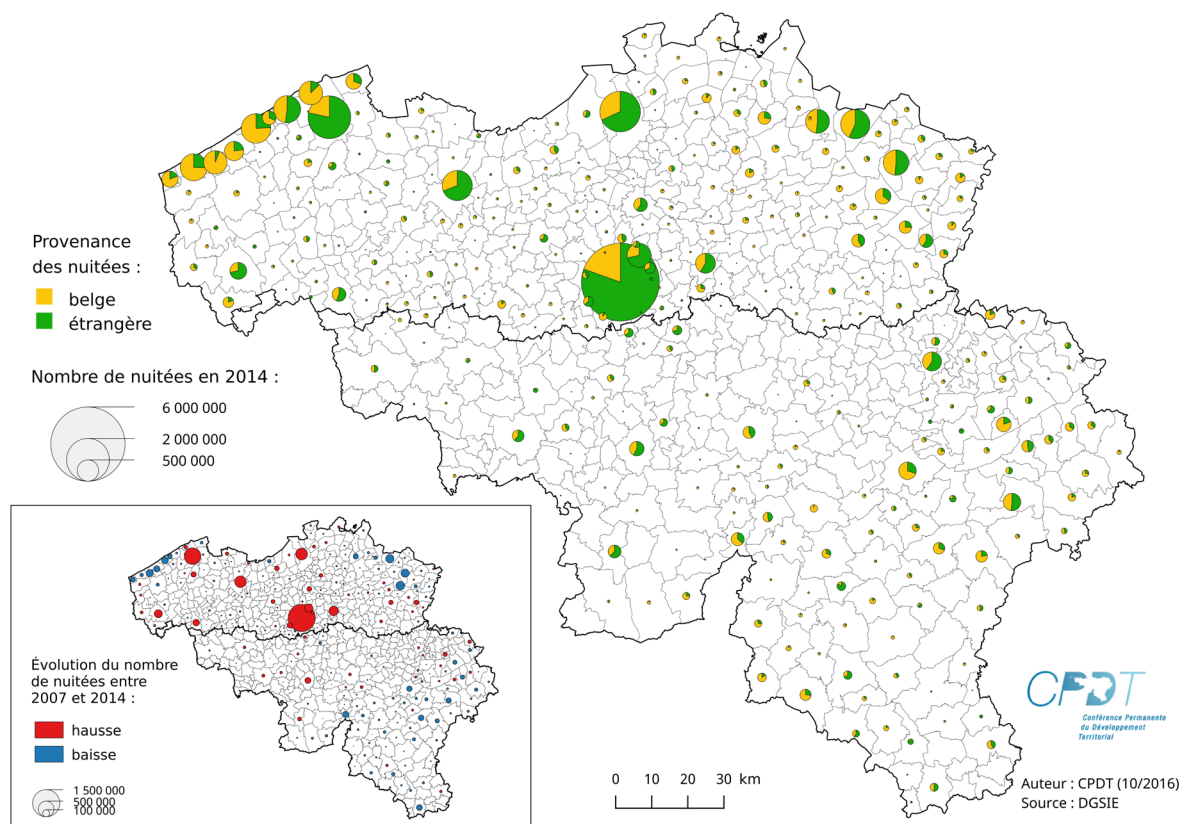 Provenance
des nuitées :
belge
étrangère
Nombre de nuitées en 2014 :
6 000 000
2 000 000
500 000
Évolution du nombre
de nuitées entre
2007 et 2014 :
hausse
baisse
1 500 000
500 000
100 000
0 10 20 30 km
CPDT
Conférence Permanente
du Développement
Territorial
Auteur : CPDT (10/2016)
Source : DGSIE